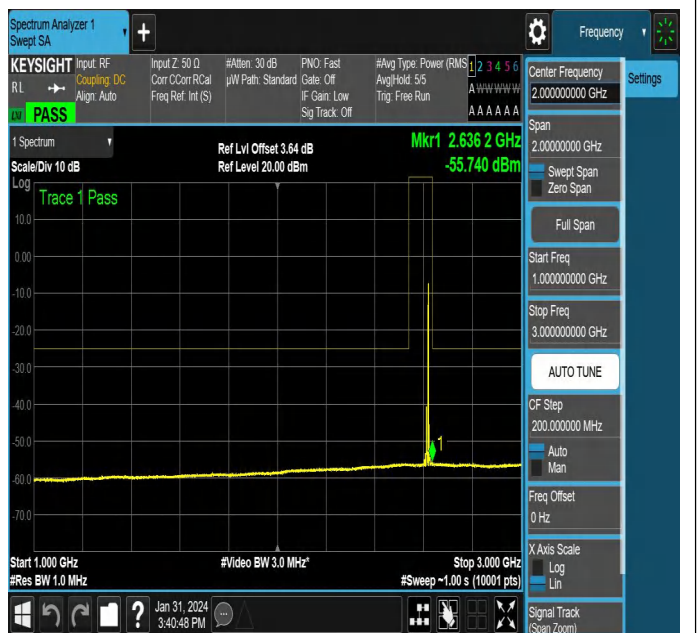 Spectrum Analyzer 1
Swept SA
+
Frequency
KEYSIGHT
RL
Input: RF
Coupling: DC
Align: Auto
Input Z: 50 Ω
Corr CCorr RCal
Freq Ref: Int (S)
#Atten: 30 dB
µW Path: Standard
PNO: Fast
Gate: Off
IF Gain: Low
Sig Track: Off
#Avg Type: Power (RMS
Avg|Hold: 5/5
Trig: Free Run
1 2 3 4 5 6
A W W W W W
A A A A A A
LXI PASS
1 Spectrum
Scale/Div 10 dB
Ref Lvl Offset 3.64 dB
Ref Level 20.00 dBm
Mkr1 2.636 2 GHz
-55.740 dBm
Log
Trace 1 Pass
10.0
0.00
-10.0
-20.0
-30.0
-40.0
-50.0
-60.0
-70.0
1
Start 1.000 GHz
#Res BW 1.0 MHz
#Video BW 3.0 MHz*
Stop 3.000 GHz
#Sweep ~1.00 s (10001 pts)
?
Jan 31, 2024
3:40:48 PM
Center Frequency
2.000000000 GHz
Settings
Span
2.00000000 GHz
Swept Span
Zero Span
Full Span
Start Freq
1.000000000 GHz
Stop Freq
3.000000000 GHz
AUTO TUNE
CF Step
200.000000 MHz
Auto
Man
Freq Offset
0 Hz
X Axis Scale
Log
Lin
Signal Track
(Span Zoom)